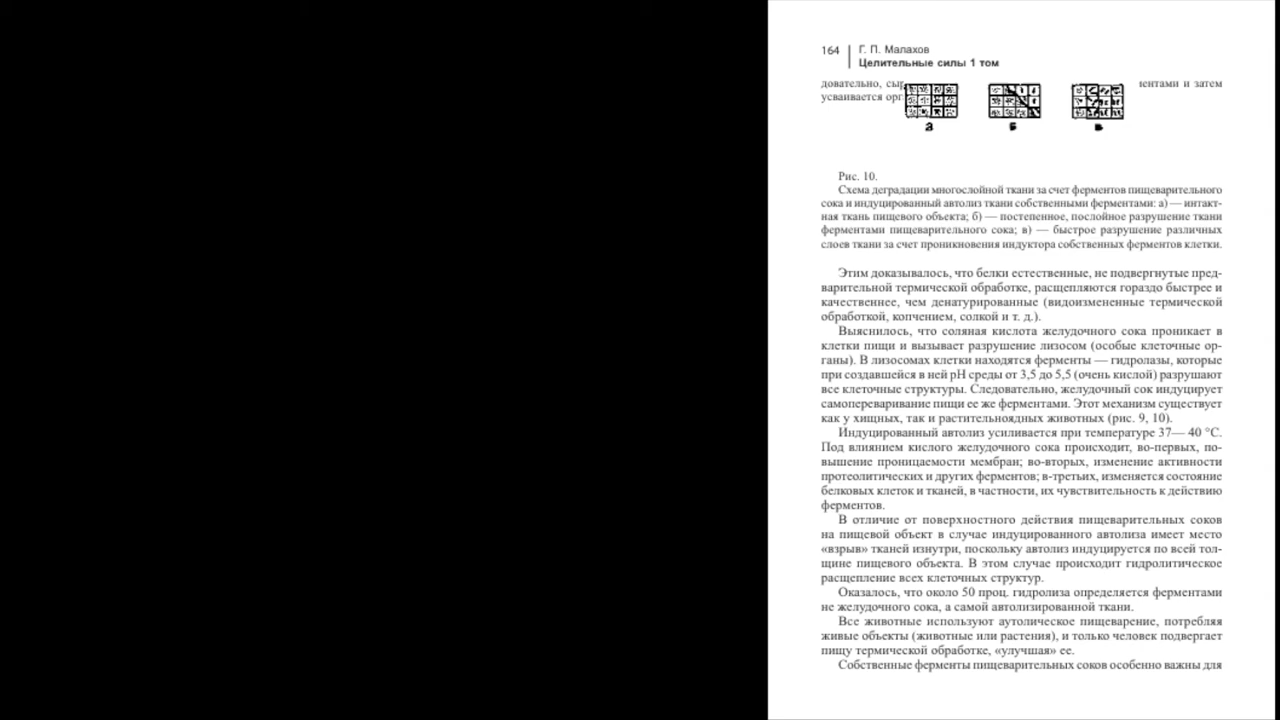 164
Г. П. Малахов
Целительные силы 1 том
довательно, сыр ентами и затем
усваивается орг
а б в
Рис. 10.
Схема деградации многослойной ткани за счет ферментов пищеварительного
сока и индуцированный автолиз ткани собственными ферментами: а) — интакт-
ная ткань пищевого объекта; б) — постепенное, послойное разрушение ткани
ферментами пищеварительного сока; в) — быстрое разрушение различных
слоев ткани за счет проникновения индуктора собственных ферментов клетки.
Этим доказывалось, что белки естественные, не подвергнутые пред-
варительной термической обработке, расщепляются гораздо быстрее и
качественнее, чем денатурированные (видоизмененные термической
обработкой, копчением, солкой и т. д.).
Выяснилось, что соляная кислота желудочного сока проникает в
клетки пищи и вызывает разрушение лизосом (особые клеточные ор-
ганы). В лизосомах клетки находятся ферменты — гидролазы, которые
при создавшейся в ней pH среды от 3,5 до 5,5 (очень кислой) разрушают
все клеточные структуры. Следовательно, желудочный сок индуцирует
самопереваривание пищи ее же ферментами. Этот механизм существует
как у хищных, так и растительноядных животных (рис. 9, 10).
Индуцированный автолиз усиливается при температуре 37— 40 °C.
Под влиянием кислого желудочного сока происходит, во-первых, по-
вышение проницаемости мембран; во-вторых, изменение активности
протеолитических и других ферментов; в-третьих, изменяется состояние
белковых клеток и тканей, в частности, их чувствительность к действию
ферментов.
В отличие от поверхностного действия пищеварительных соков
на пищевой объект в случае индуцированного автолиза имеет место
«взрыв» тканей изнутри, поскольку автолиз индуцируется по всей тол-
щине пищевого объекта. В этом случае происходит гидролитическое
расщепление всех клеточных структур.
Оказалось, что около 50 проц. гидролиза определяется ферментами
не желудочного сока, а самой автолизированной ткани.
Все животные используют аутолическое пищеварение, потребляя
живые объекты (животные или растения), и только человек подвергает
пищу термической обработке, «улучшая» ее.
Собственные ферменты пищеварительных соков особенно важны для